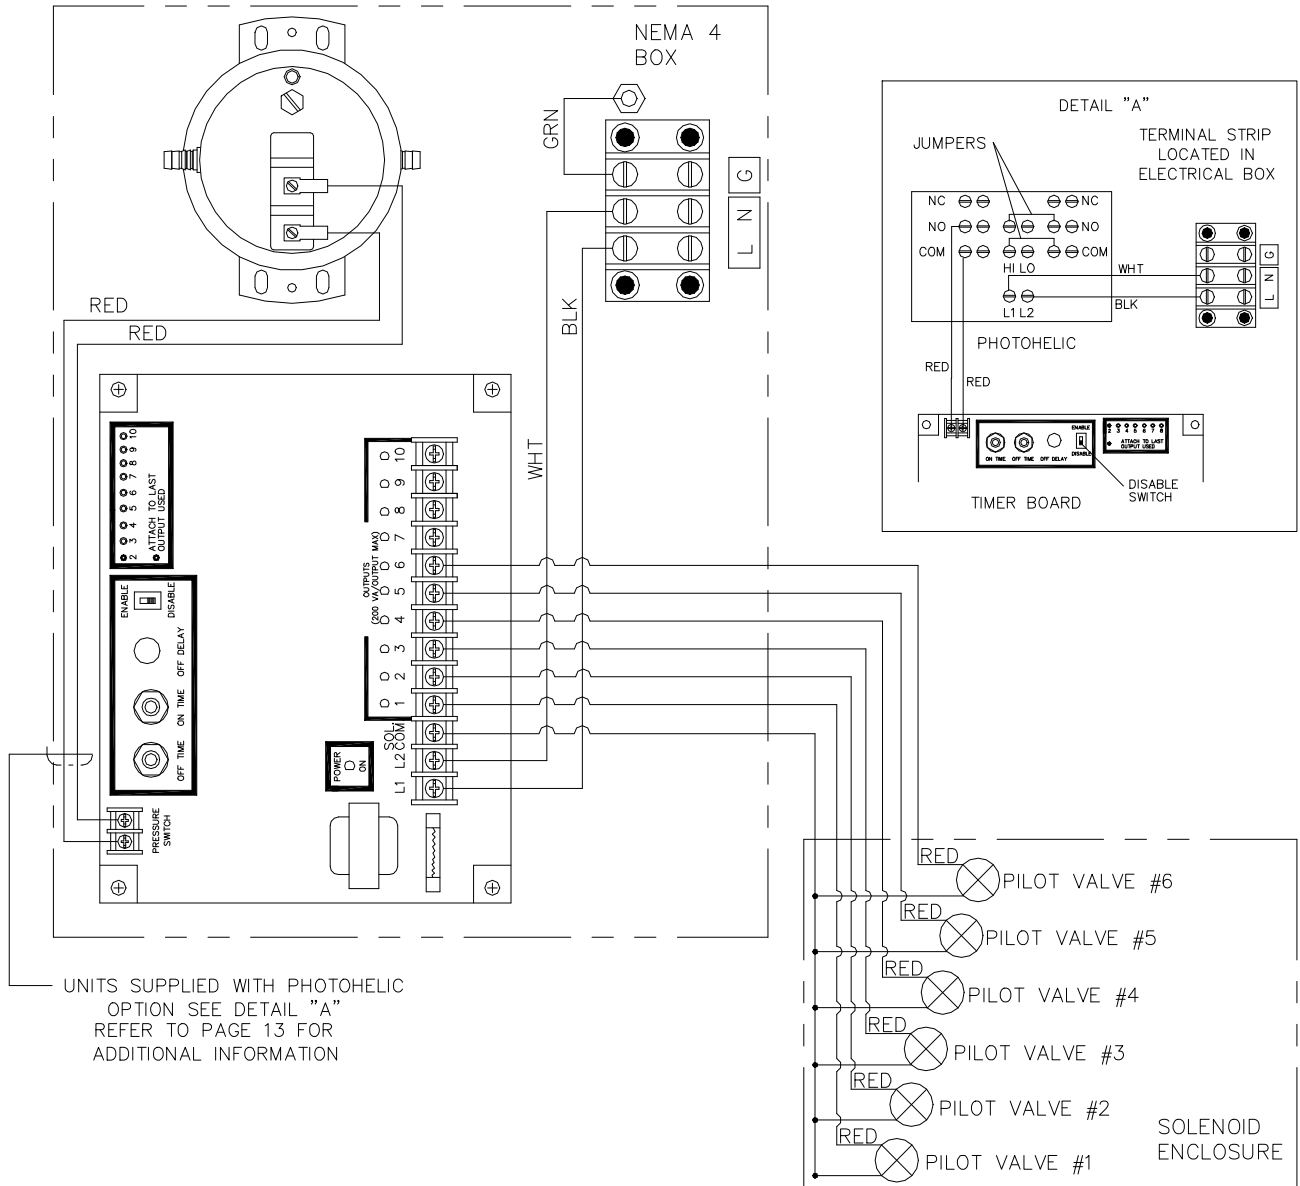 NEMA 4
BOX
GRN
G
N
L
BLK
WHT
RED
RED
10
9
8
7
6
5
4
3
2
ATTACH TO LAST
OUTPUT USED
ENABLE
DISABLE
OFF DELAY
ON TIME
OFF TIME
PRESSURE
SWITCH
OUTPUTS
(200 VA/OUTPUT MAX)
10
9
8
7
6
5
4
3
2
1
SOL.
COM
L2
L1
POWER
ON
UNITS SUPPLIED WITH PHOTOHELIC
OPTION SEE DETAIL "A"
REFER TO PAGE 13 FOR
ADDITIONAL INFORMATION
DETAIL "A"
JUMPERS
TERMINAL STRIP
LOCATED IN
ELECTRICAL BOX
NC NC
NO NO
COM COM
HI LO
L1 L2
WHT
BLK
G
N
L
PHOTOHELIC
RED
RED
ON TIME OFF TIME OFF DELAY
ENABLE
DISABLE
2 3 4 5 6 7 8
ATTACH TO LAST
OUTPUT USED
DISABLE
SWITCH
TIMER BOARD
RED
PILOT VALVE #6
RED
PILOT VALVE #5
RED
PILOT VALVE #4
RED
PILOT VALVE #3
RED
PILOT VALVE #2
RED
PILOT VALVE #1
SOLENOID
ENCLOSURE